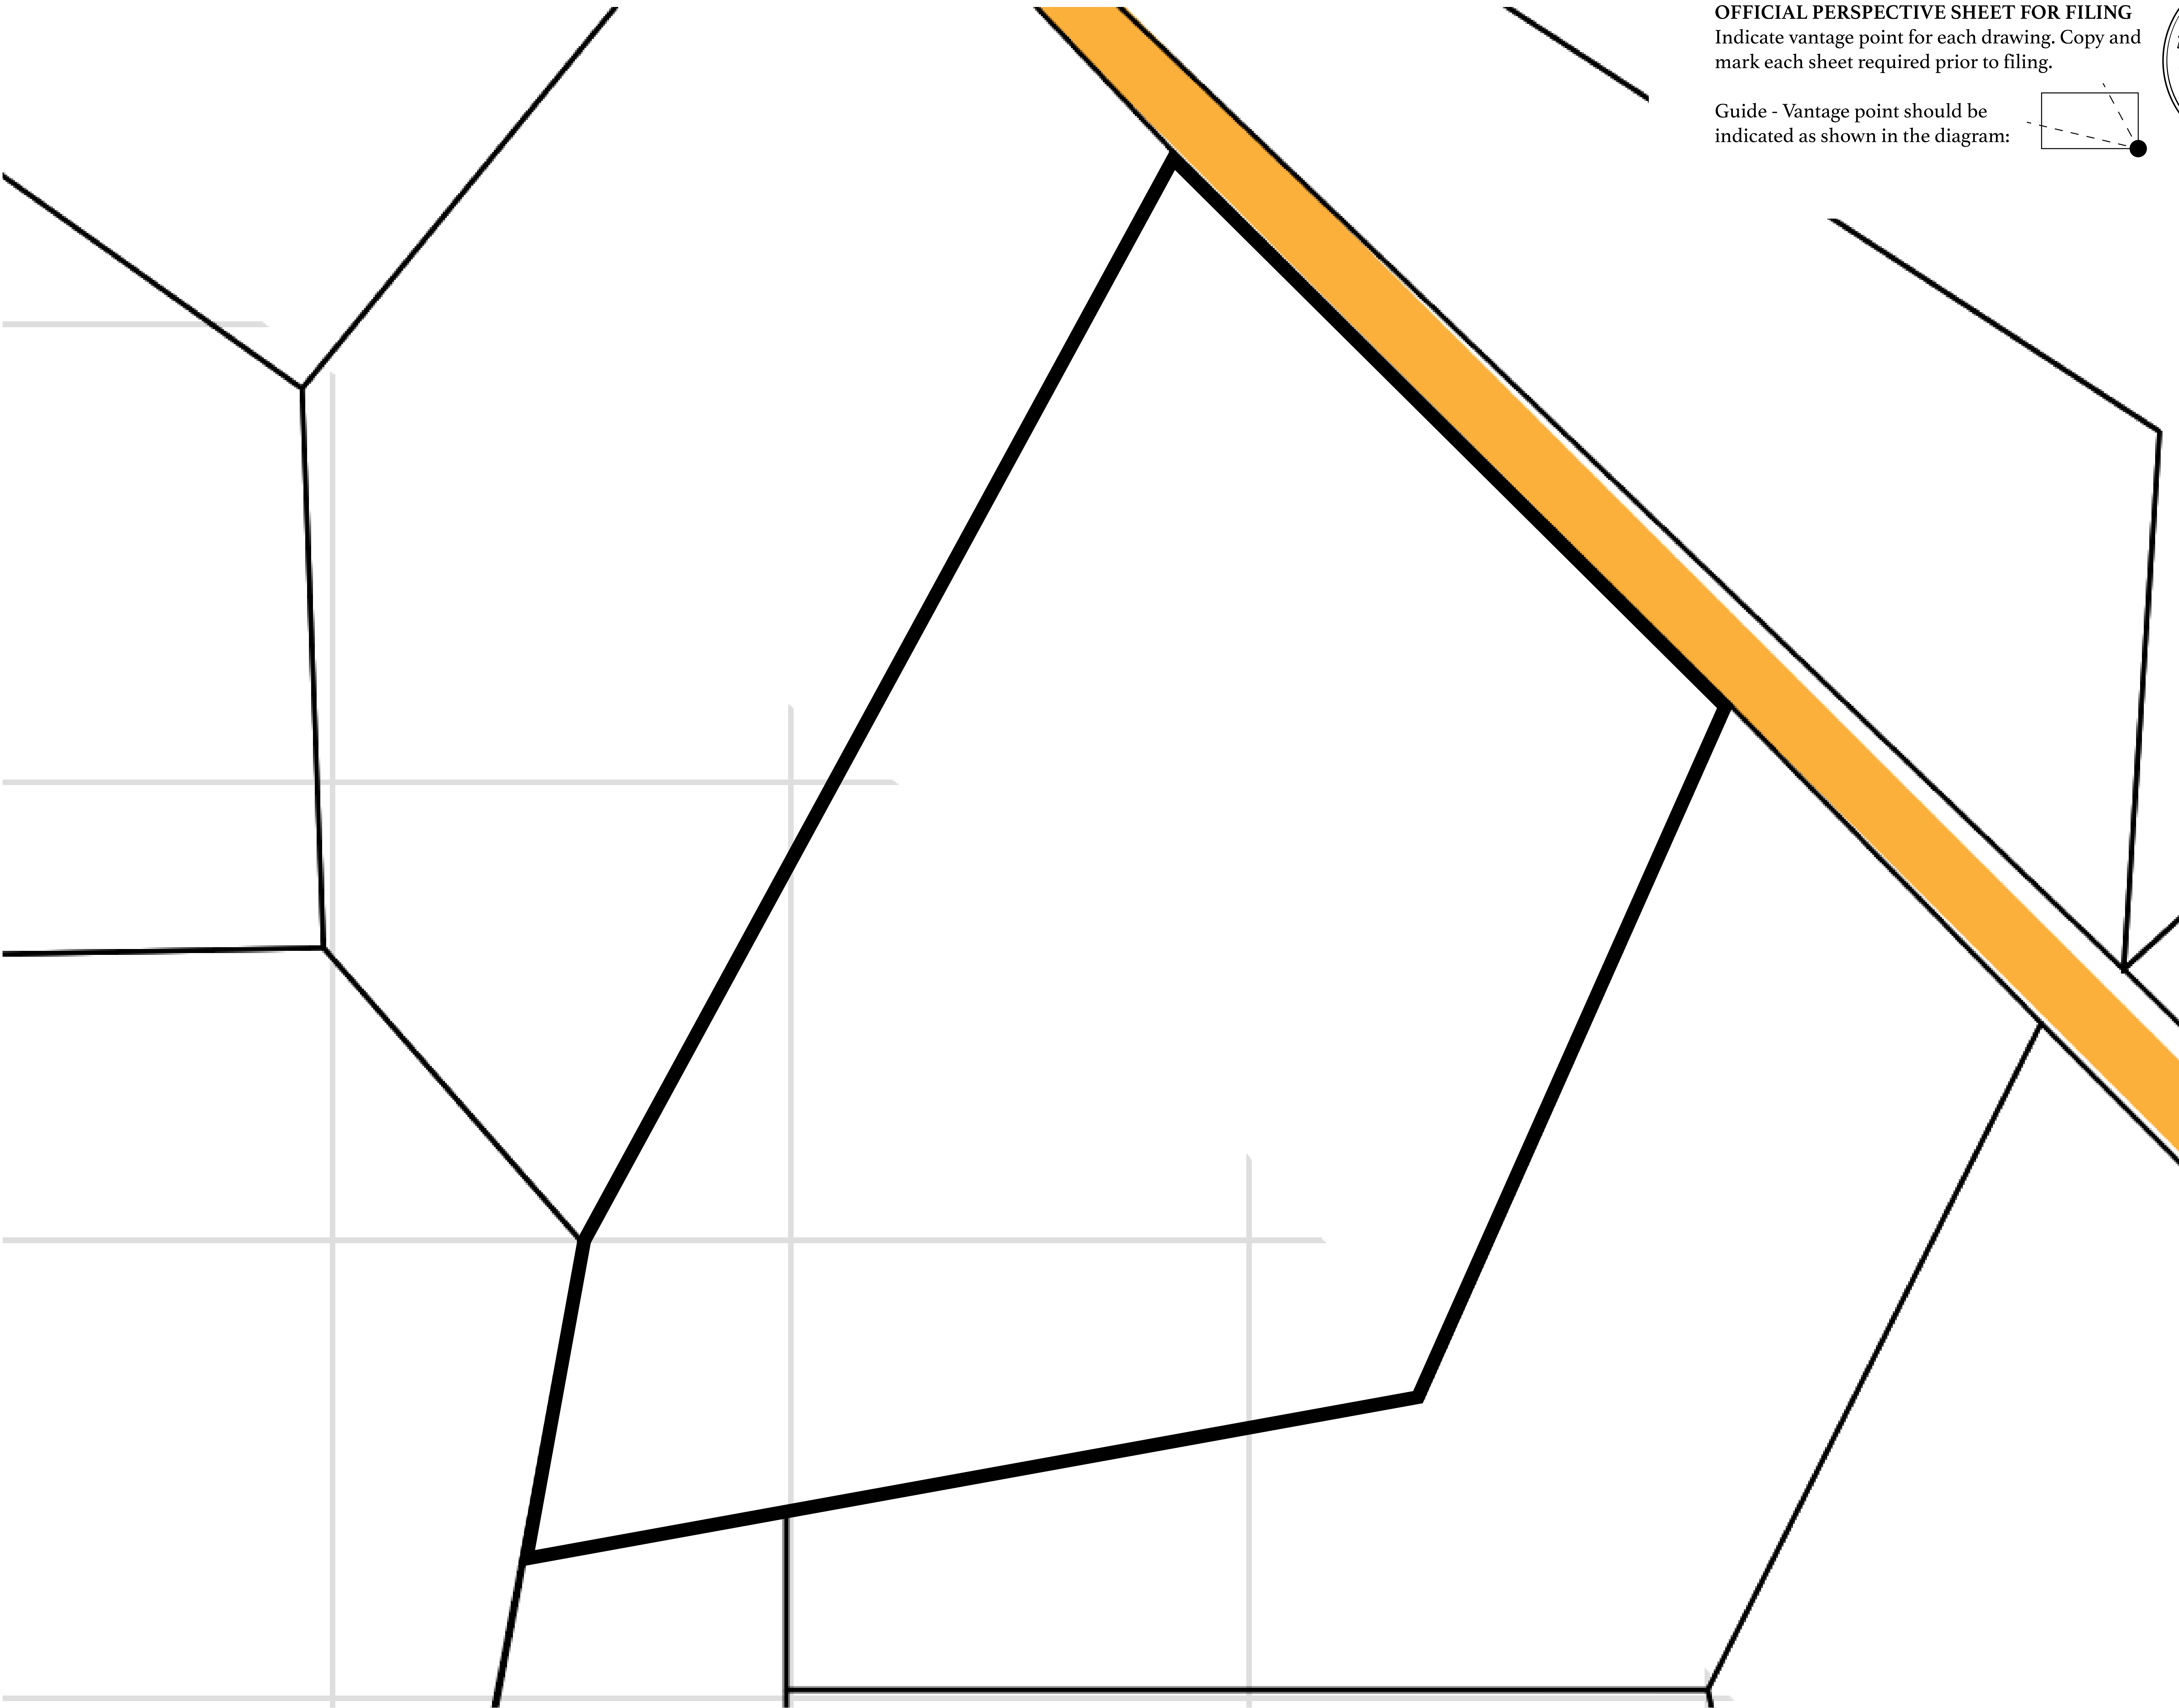 OFFICIAL PERSPECTIVE SHEET FOR FILING
Indicate vantage point for each drawing. Copy and
mark each sheet required prior to filing.
Guide - Vantage point should be
indicated as shown in the diagram: